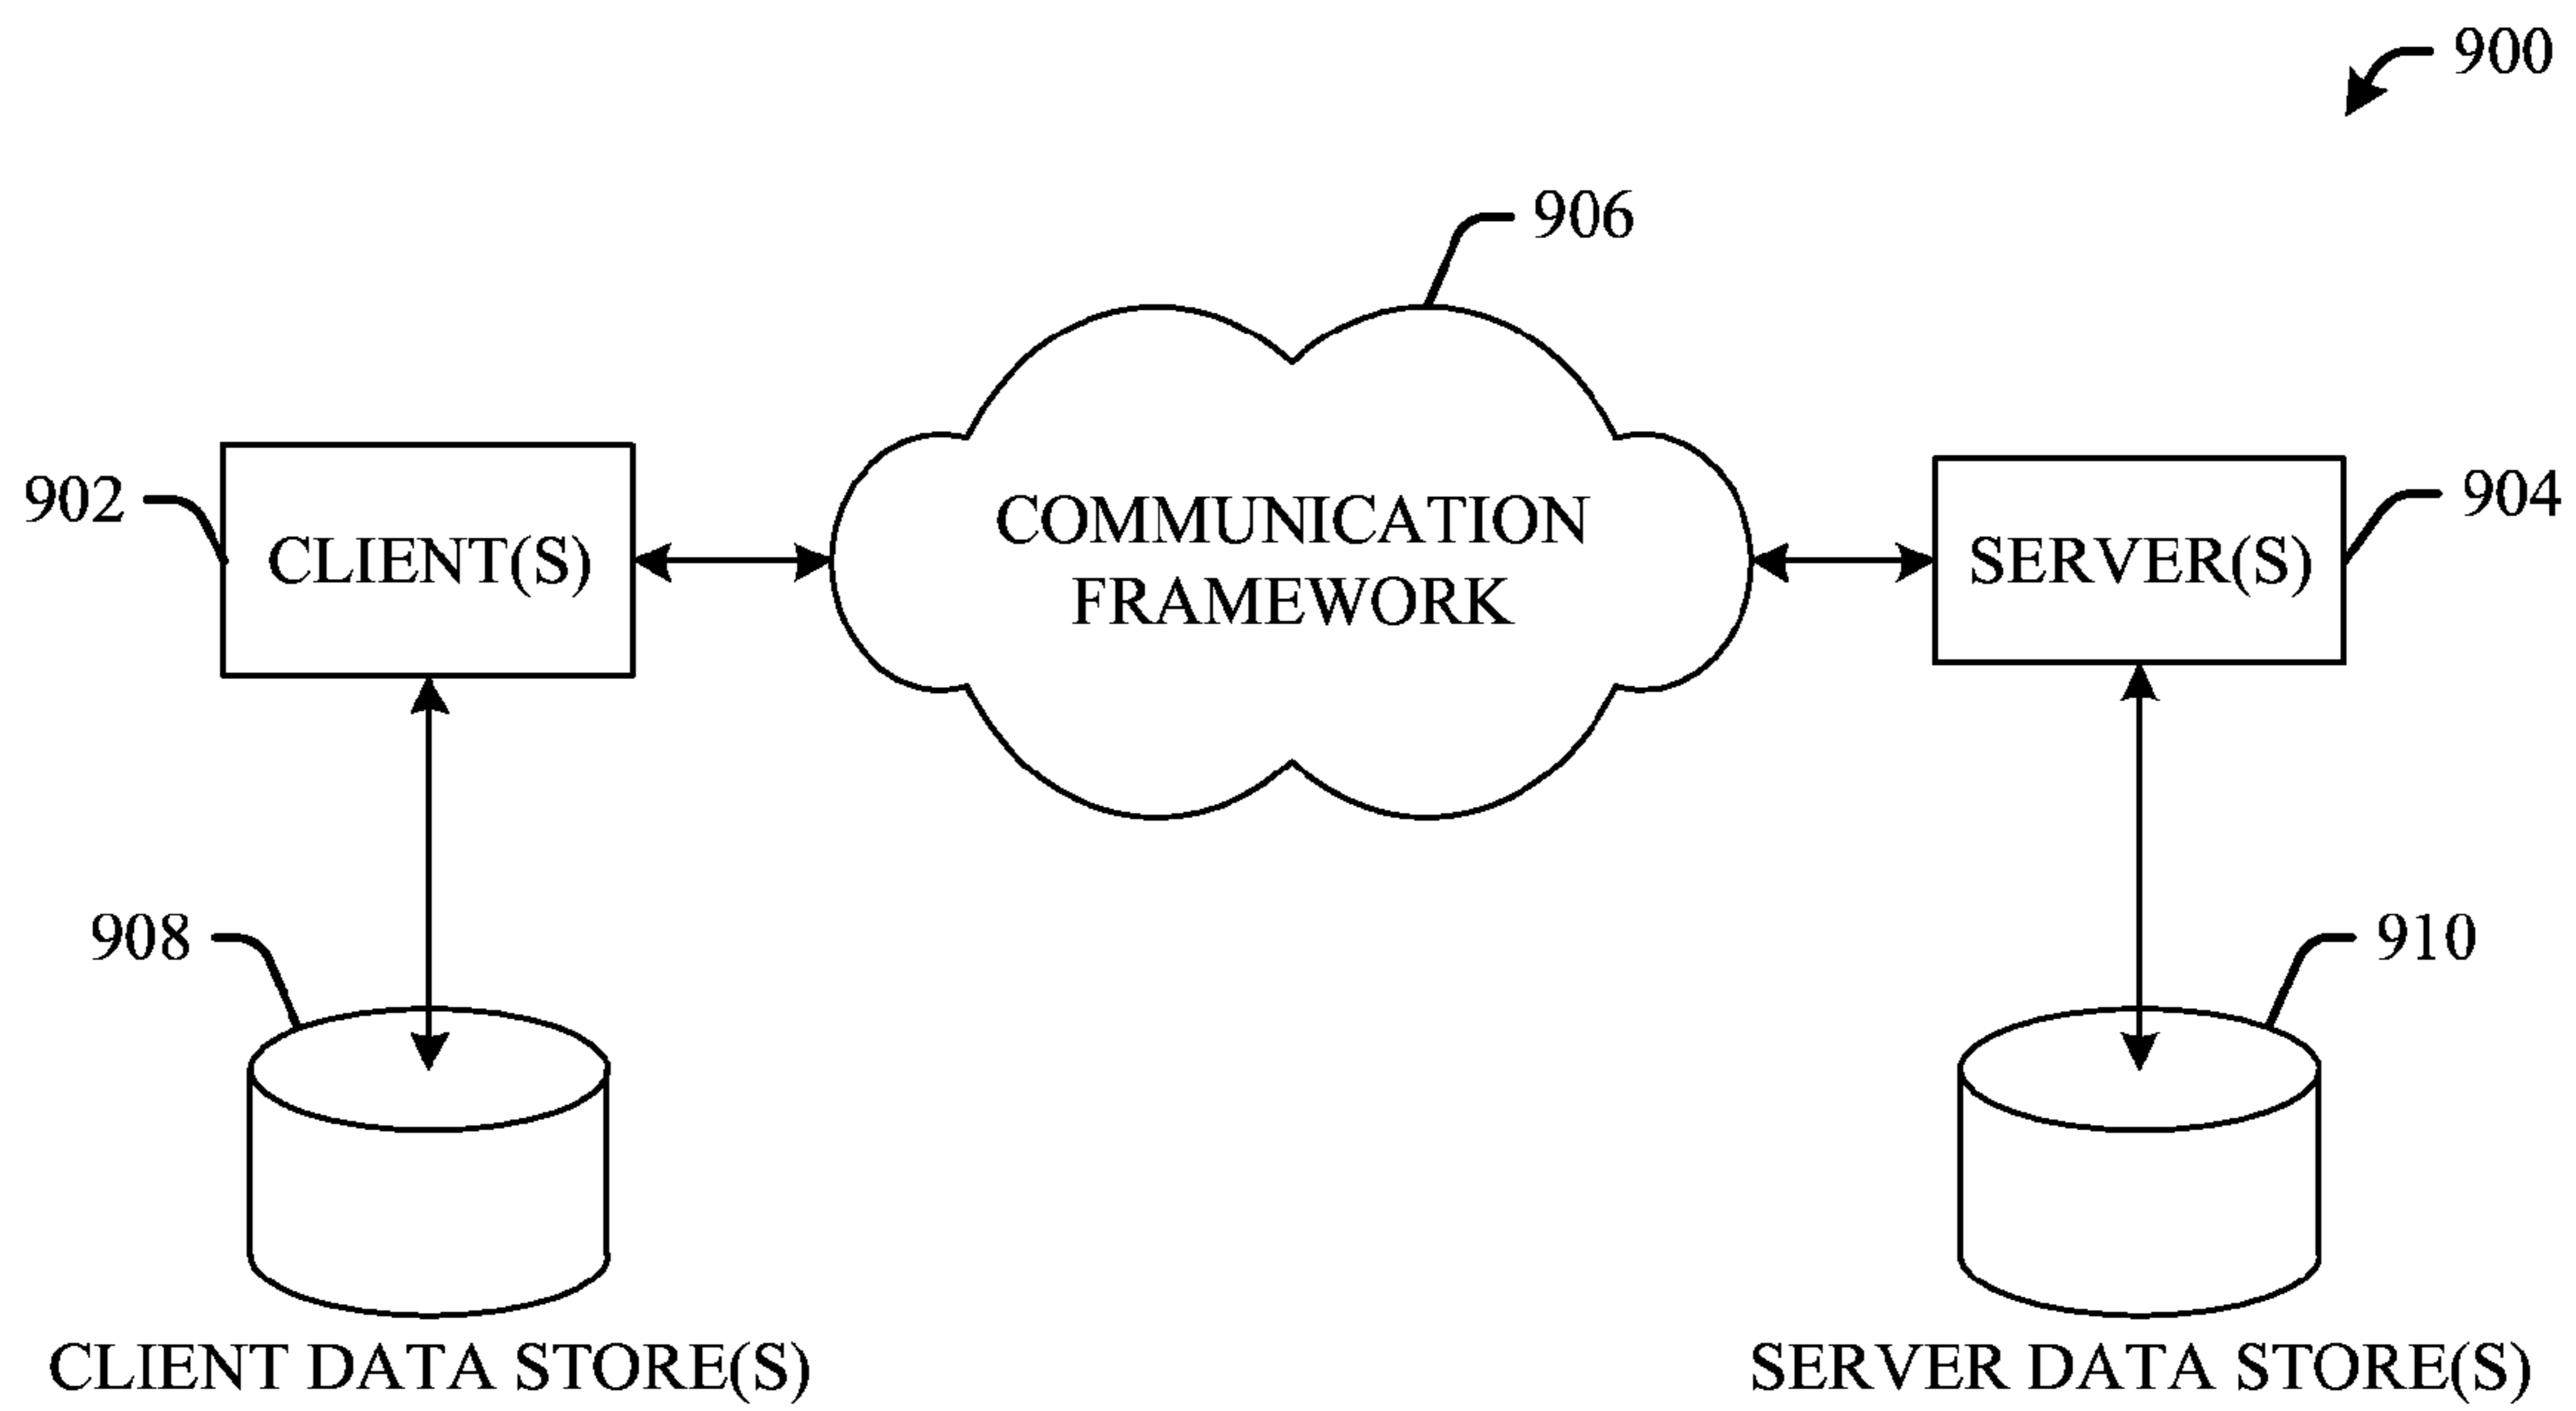 900
906
902
CLIENT(S)
COMMUNICATION
FRAMEWORK
SERVER(S)
904
908
910
CLIENT DATA STORE(S)
SERVER DATA STORE(S)